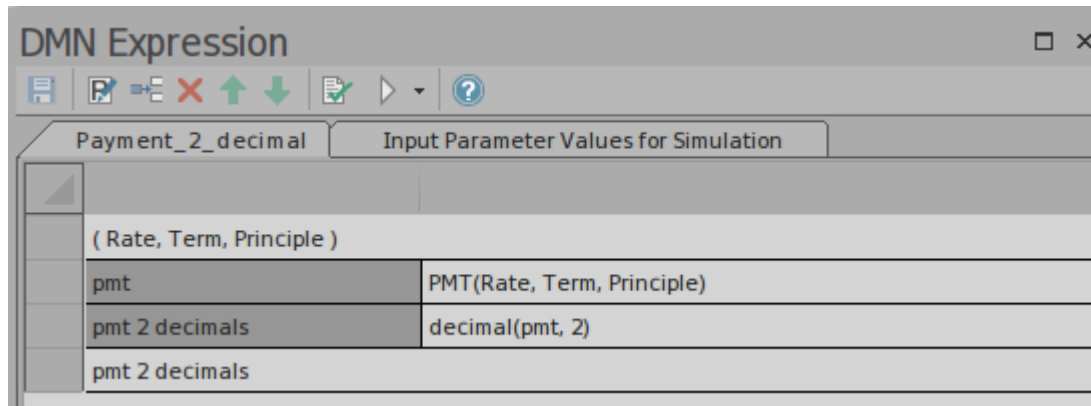 DMN Expression
Payment_2_decimal
Input Parameter Values for Simulation
( Rate, Term, Principle )
pmt
PMT(Rate, Term, Principle)
pmt 2 decimals
decimal(pmt, 2)
pmt 2 decimals